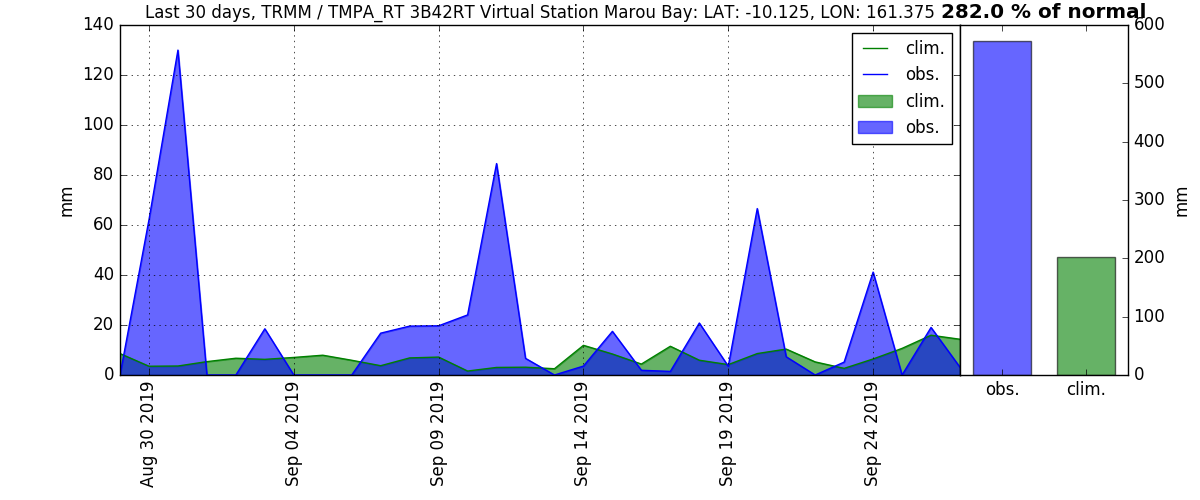 Last 30 days, TRMM / TMPA_RT 3B42RT Virtual Station Marou Bay: LAT: -10.125, LON: 161.375 282.0 % of normal
140
120
100
80
60
40
20
0
mm
clim.
obs.
clim.
obs.
Aug 30 2019
Sep 04 2019
Sep 09 2019
Sep 14 2019
Sep 19 2019
Sep 24 2019
600
500
400
300
200
100
0
mm
obs.
clim.